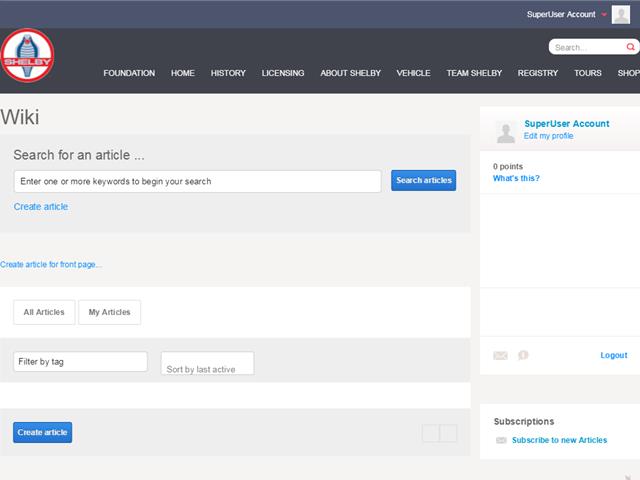 SuperUser Account
SHELBY
Search...
FOUNDATION HOME HISTORY LICENSING ABOUT SHELBY VEHICLE TEAM SHELBY REGISTRY TOURS SHOP
Wiki
Search for an article ...
Enter one or more keywords to begin your search
Search articles
Create article
Create article for front page...
All Articles
My Articles
Filter by tag
Sort by last active
Create article
SuperUser Account
Edit my profile
0 points
What's this?
Logout
Subscriptions
Subscribe to new Articles